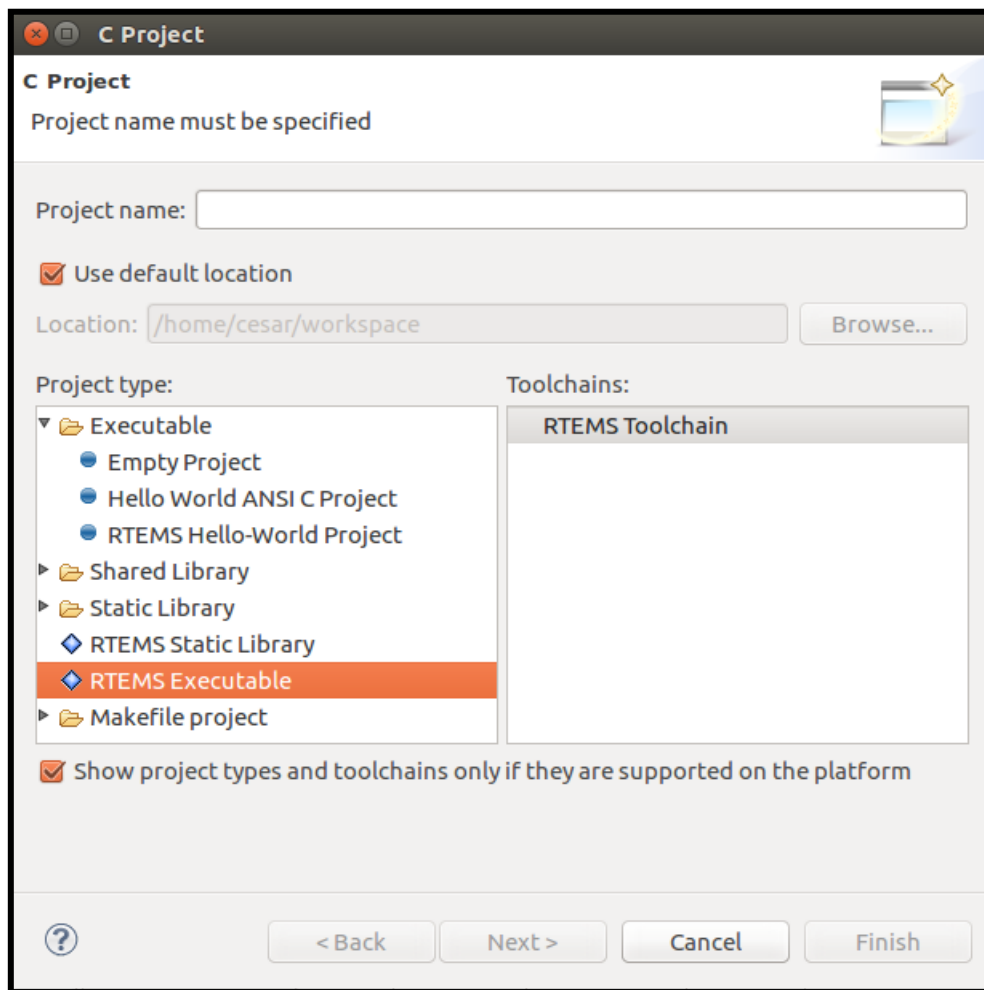 C Project
C Project
Project name must be specified
Project name:
Use default location
Location: /home/cesar/workspace Browse...
Project type: Toolchains:
Executable RTEMS Toolchain
Empty Project
Hello World ANSI C Project
RTEMS Hello-World Project
Shared Library
Static Library
RTEMS Static Library
RTEMS Executable
Makefile project
Show project types and toolchains only if they are supported on the platform
? < Back Next > Cancel Finish